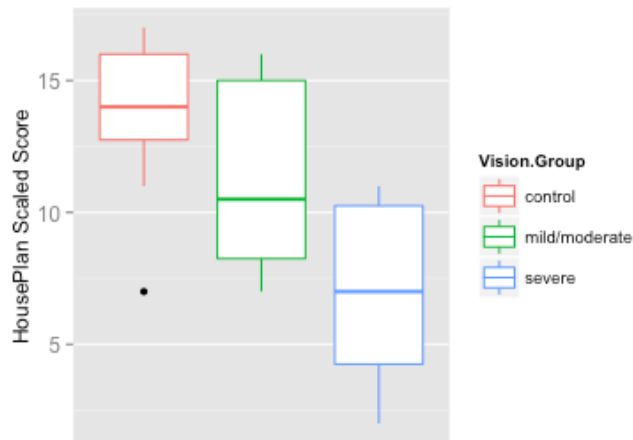 HousePlan Scaled Score
15
10
5
Vision.Group
control
mild/moderate
severe